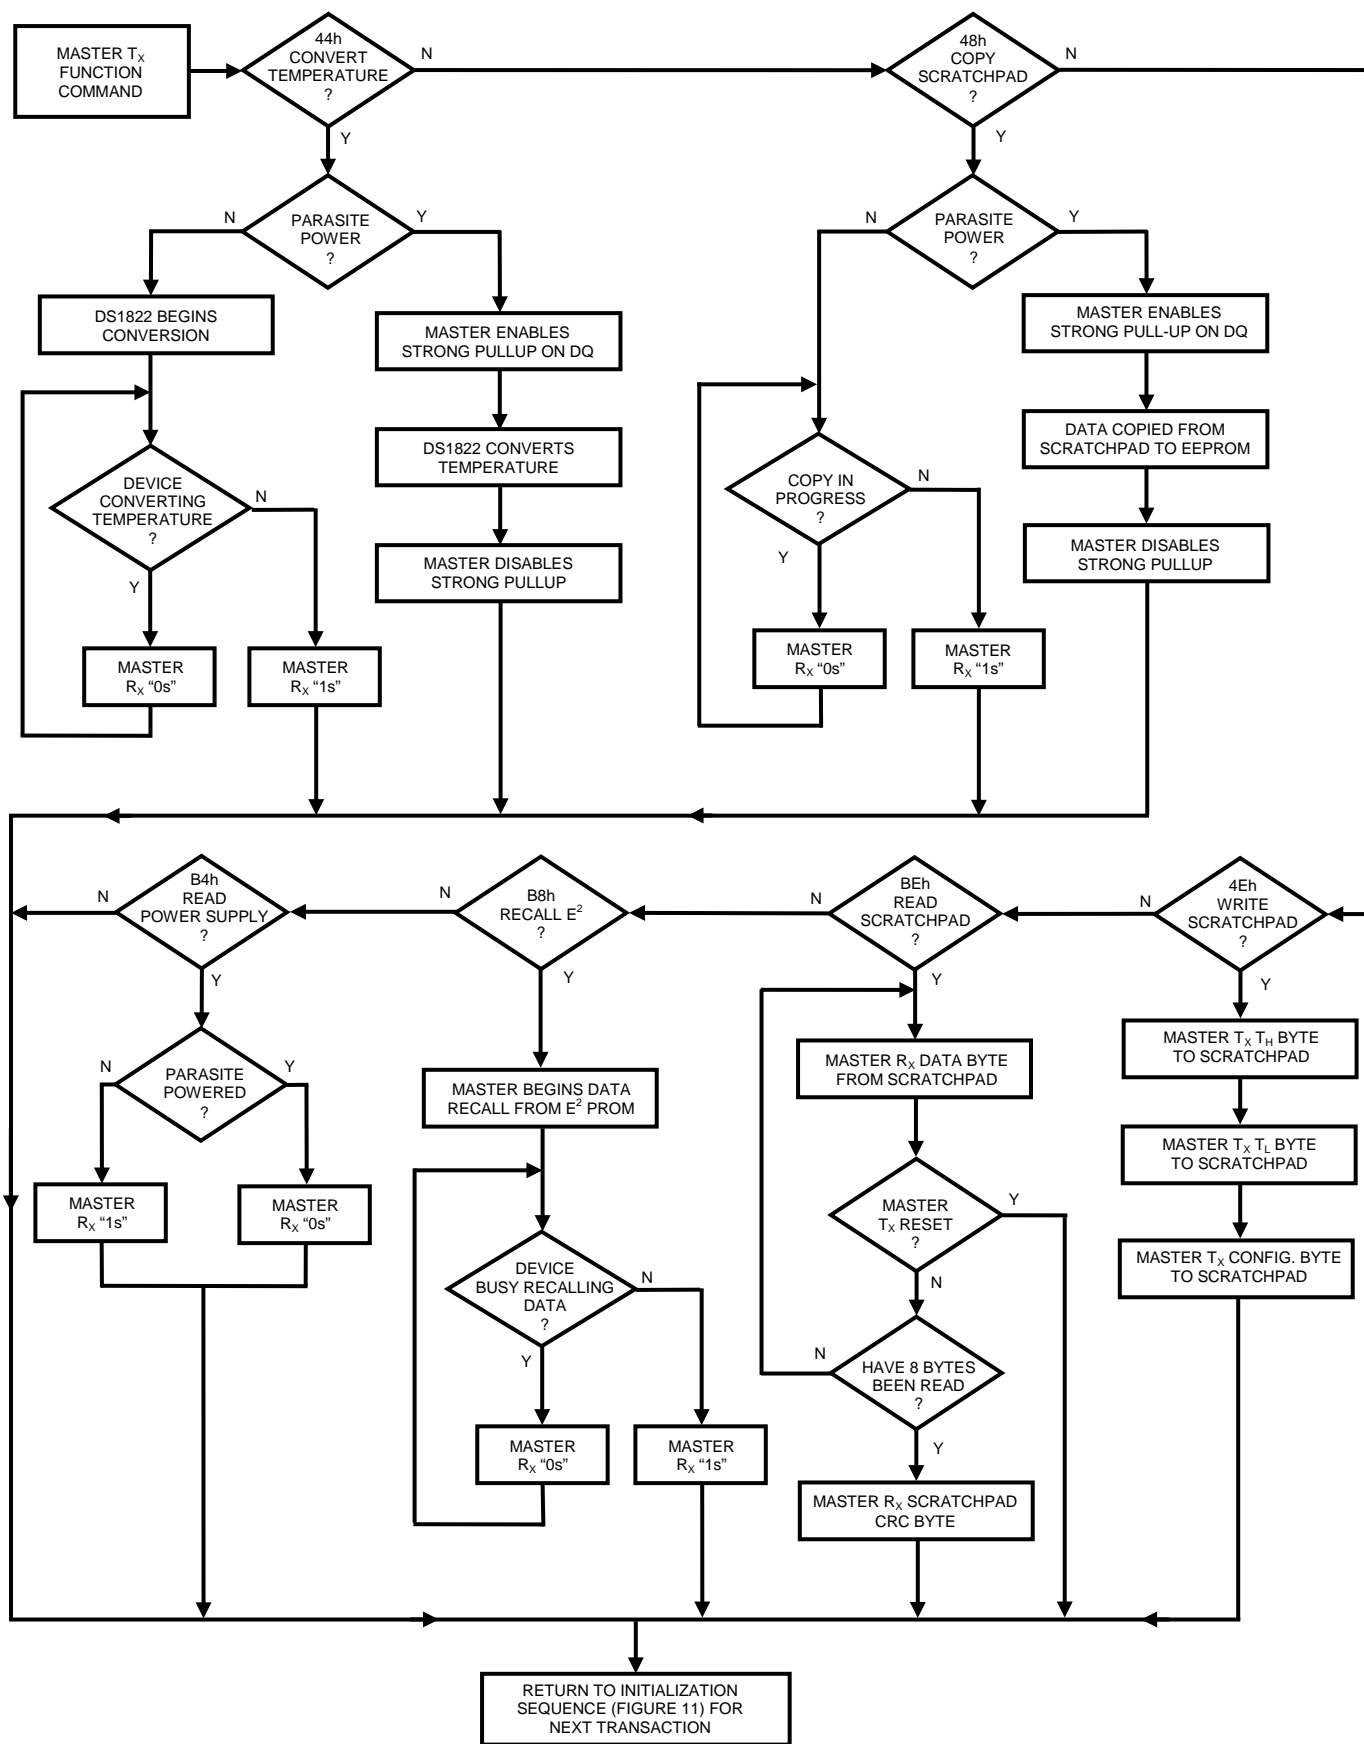 MASTER TX
FUNCTION
COMMAND
44h
CONVERT
TEMPERATURE
?
N
Y
48h
COPY
SCRATCHPAD
?
N
Y
PARASITE
POWER
?
N
Y
PARASITE
POWER
?
N
Y
DS1822 BEGINS
CONVERSION
MASTER ENABLES
STRONG PULLUP ON DQ
MASTER ENABLES
STRONG PULL-UP ON DQ
DS1822 CONVERTS
TEMPERATURE
DATA COPIED FROM
SCRATCHPAD TO EEPROM
DEVICE
CONVERTING
TEMPERATURE
?
N
Y
COPY IN
PROGRESS
?
N
Y
MASTER DISABLES
STRONG PULLUP
MASTER DISABLES
STRONG PULLUP
MASTER
RX “0s”
MASTER
RX “1s”
MASTER
RX “0s”
MASTER
RX “1s”
B4h
READ
POWER SUPPLY
?
N
Y
B8h
RECALL E2
?
N
Y
BEh
READ
SCRATCHPAD
?
N
Y
4Eh
WRITE
SCRATCHPAD
?
N
Y
PARASITE
POWERED
?
N
Y
MASTER
RX “1s”
MASTER
RX “0s”
MASTER BEGINS DATA
RECALL FROM E2 PROM
DEVICE
BUSY RECALLING
DATA
?
N
Y
MASTER
RX “0s”
MASTER
RX “1s”
MASTER RX DATA BYTE
FROM SCRATCHPAD
MASTER
TX RESET
?
Y
N
HAVE 8 BYTES
BEEN READ
?
N
Y
MASTER RX SCRATCHPAD
CRC BYTE
MASTER TX TH BYTE
TO SCRATCHPAD
MASTER TX TL BYTE
TO SCRATCHPAD
MASTER TX CONFIG. BYTE
TO SCRATCHPAD
RETURN TO INITIALIZATION
SEQUENCE (FIGURE 11) FOR
NEXT TRANSACTION